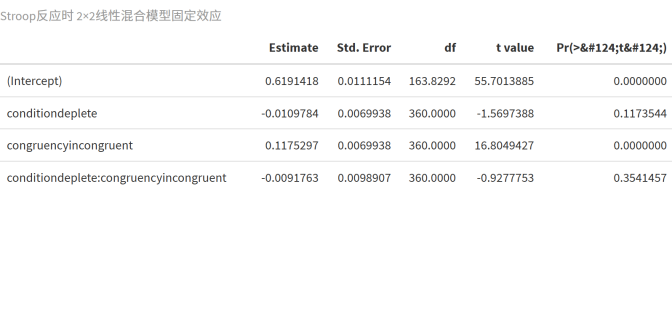 Stroop反应时 2×2线性混合模型固定效应
Estimate Std. Error df t value Pr(>&#124;t&#124;)
(Intercept) 0.6191418 0.0111154 163.8292 55.7013885 0.0000000
conditiondeplete -0.0109784 0.0069938 360.0000 -1.5697388 0.1173544
congruencyincongruent 0.1175297 0.0069938 360.0000 16.8049427 0.0000000
conditiondeplete:congruencyincongruent -0.0091763 0.0098907 360.0000 -0.9277753 0.3541457